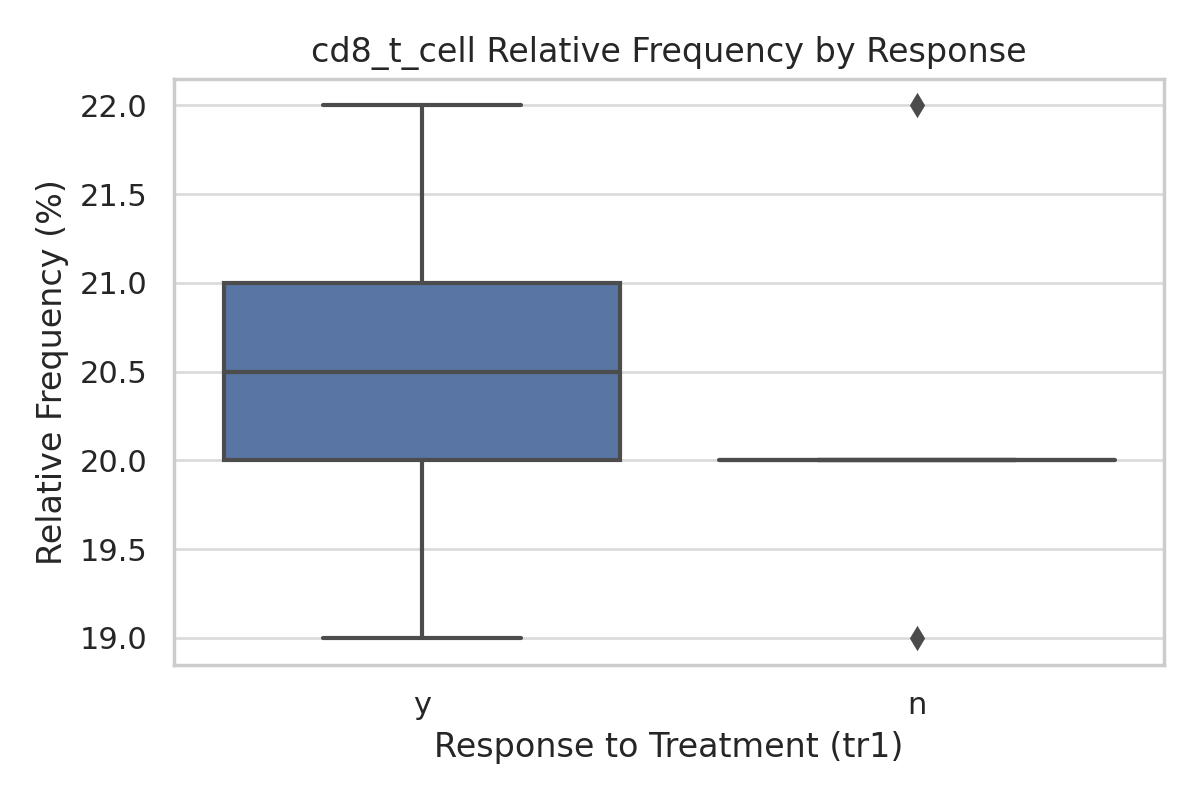 cd8_t_cell Relative Frequency by Response
Relative Frequency (%)
22.0
21.5
21.0
20.5
20.0
19.5
19.0
y
n
Response to Treatment (tr1)